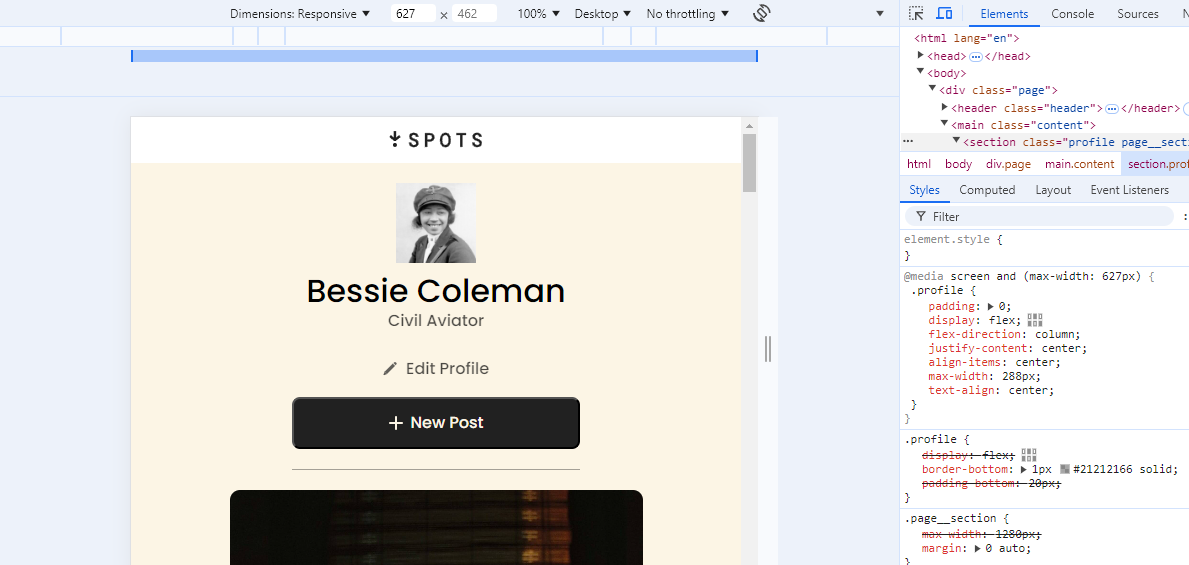 Dimensions: Responsive 627 × 462 100% Desktop No throttling
Elements Console Sources
<html lang="en">
<head> ··· </head>
<body>
<div class="page">
<header class="header"> ··· </header>
<main class="content">
··· <section class="profile page__secti
html body div.page main.content section.prof
Styles Computed Layout Event Listeners
Filter
element.style {
}
@media screen and (max-width: 627px) {
.profile {
padding: 0;
display: flex;
flex-direction: column;
justify-content: center;
align-items: center;
max-width: 288px;
text-align: center;
}
}
.profile {
display: flex;
border-bottom: 1px #21212166 solid;
padding-bottom: 20px;
}
.page__section {
max-width: 1280px;
margin: 0 auto;
}
SPOTS
Bessie Coleman
Civil Aviator
Edit Profile
New Post